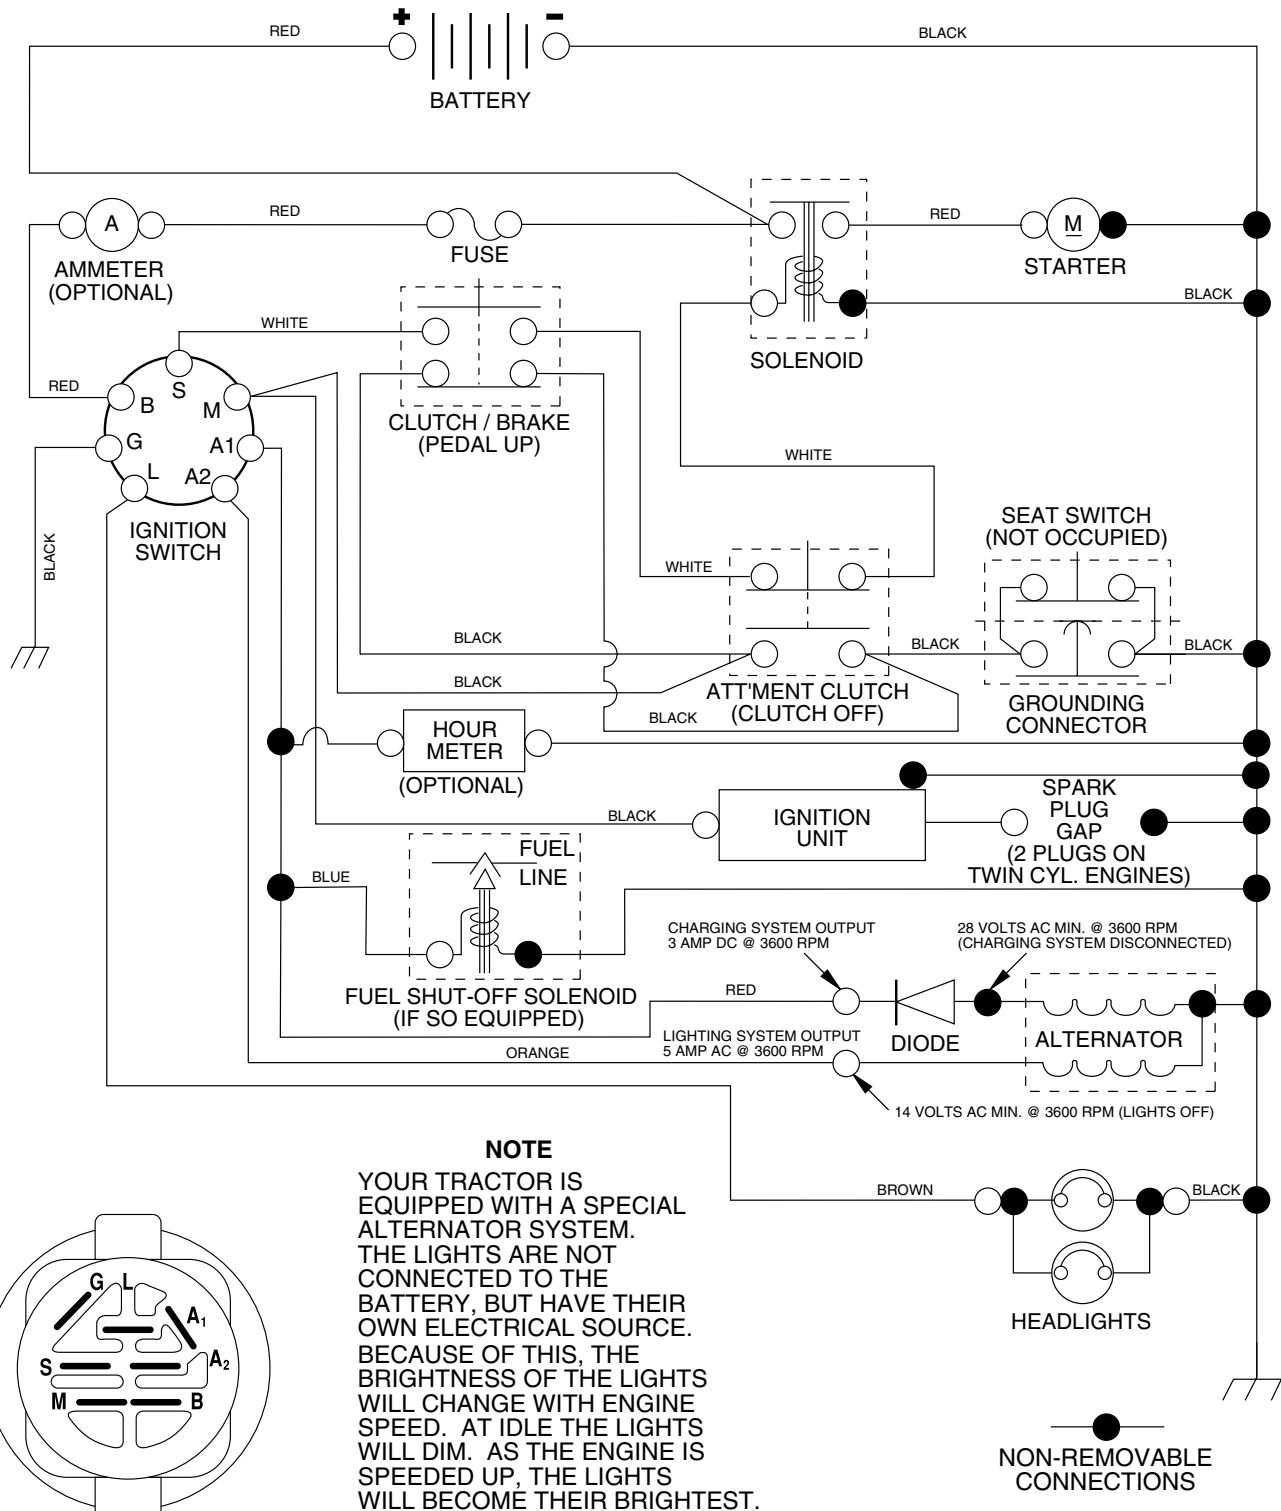 +
-
RED
BLACK
BATTERY
RED
RED
A
M
FUSE
STARTER
AMMETER
(OPTIONAL)
BLACK
WHITE
SOLENOID
RED
S
B
M
CLUTCH / BRAKE
(PEDAL UP)
G
A1
L
A2
WHITE
IGNITION
SWITCH
BLACK
SEAT SWITCH
(NOT OCCUPIED)
WHITE
BLACK
BLACK
BLACK
BLACK
ATT'MENT CLUTCH
(CLUTCH OFF)
BLACK
GROUNDING
CONNECTOR
HOUR
METER
(OPTIONAL)
BLACK
IGNITION
UNIT
SPARK
PLUG
GAP
(2 PLUGS ON
TWIN CYL. ENGINES)
FUEL
LINE
BLUE
CHARGING SYSTEM OUTPUT
3 AMP DC @ 3600 RPM
28 VOLTS AC MIN. @ 3600 RPM
(CHARGING SYSTEM DISCONNECTED)
FUEL SHUT-OFF SOLENOID
(IF SO EQUIPPED)
RED
DIODE
ALTERNATOR
LIGHTING SYSTEM OUTPUT
5 AMP AC @ 3600 RPM
ORANGE
14 VOLTS AC MIN. @ 3600 RPM (LIGHTS OFF)
BROWN
BLACK
HEADLIGHTS
NOTE
YOUR TRACTOR IS
EQUIPPED WITH A SPECIAL
ALTERNATOR SYSTEM.
THE LIGHTS ARE NOT
CONNECTED TO THE
BATTERY, BUT HAVE THEIR
OWN ELECTRICAL SOURCE.
BECAUSE OF THIS, THE
BRIGHTNESS OF THE LIGHTS
WILL CHANGE WITH ENGINE
SPEED. AT IDLE THE LIGHTS
WILL DIM. AS THE ENGINE IS
SPEEDED UP, THE LIGHTS
WILL BECOME THEIR BRIGHTEST.
G
L
A1
S
A2
M
B
NON-REMOVABLE
CONNECTIONS